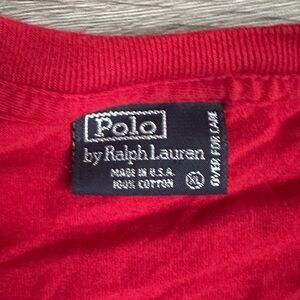 Polo
by Ralph Lauren
MADE IN U.S.A.
100% COTTON
XL
OVER FOR CARE